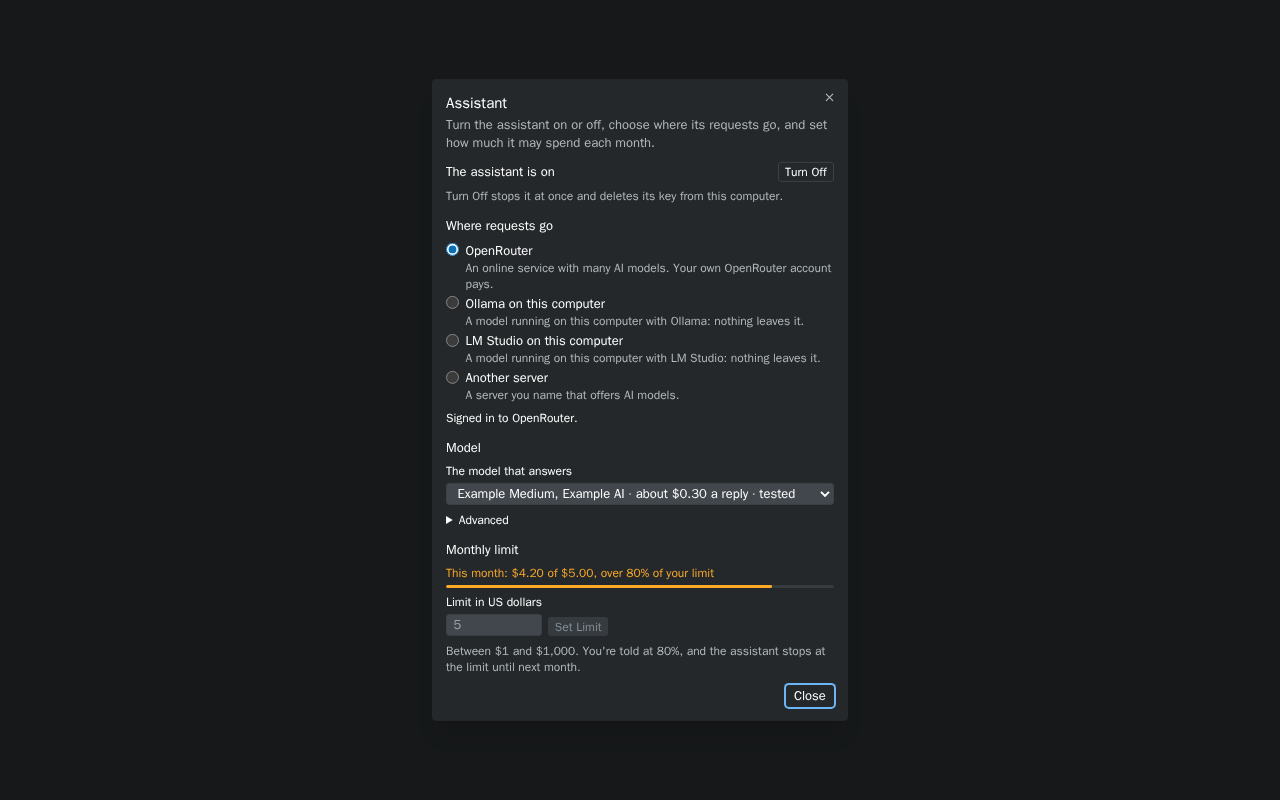 Assistant
Turn the assistant on or off, choose where its requests go, and set
how much it may spend each month.
The assistant is on
Turn Off
Turn Off stops it at once and deletes its key from this computer.
Where requests go
OpenRouter
An online service with many AI models. Your own OpenRouter account
pays.
Ollama on this computer
A model running on this computer with Ollama: nothing leaves it.
LM Studio on this computer
A model running on this computer with LM Studio: nothing leaves it.
Another server
A server you name that offers AI models.
Signed in to OpenRouter.
Model
The model that answers
Example Medium, Example AI · about $0.30 a reply · tested
Advanced
Monthly limit
This month: $4.20 of $5.00, over 80% of your limit
Limit in US dollars
5
Set Limit
Between $1 and $1,000. You're told at 80%, and the assistant stops at
the limit until next month.
Close